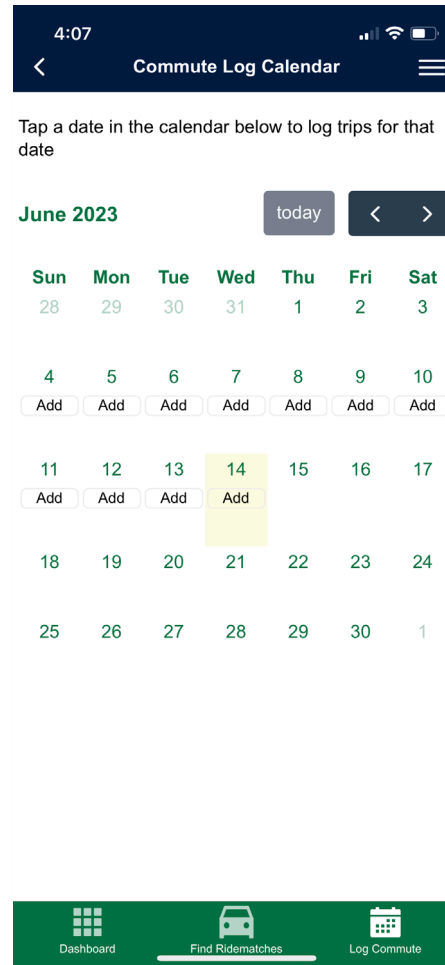 4:07
Commute Log Calendar
Tap a date in the calendar below to log trips for that
date
June 2023 today
Sun Mon Tue Wed Thu Fri Sat
28 29 30 31 1 2 3
4 5 6 7 8 9 10
Add Add Add Add Add Add Add
11 12 13 14 15 16 17
Add Add Add Add
18 19 20 21 22 23 24
25 26 27 28 29 30 1
Dashboard Find Ridematches Log Commute